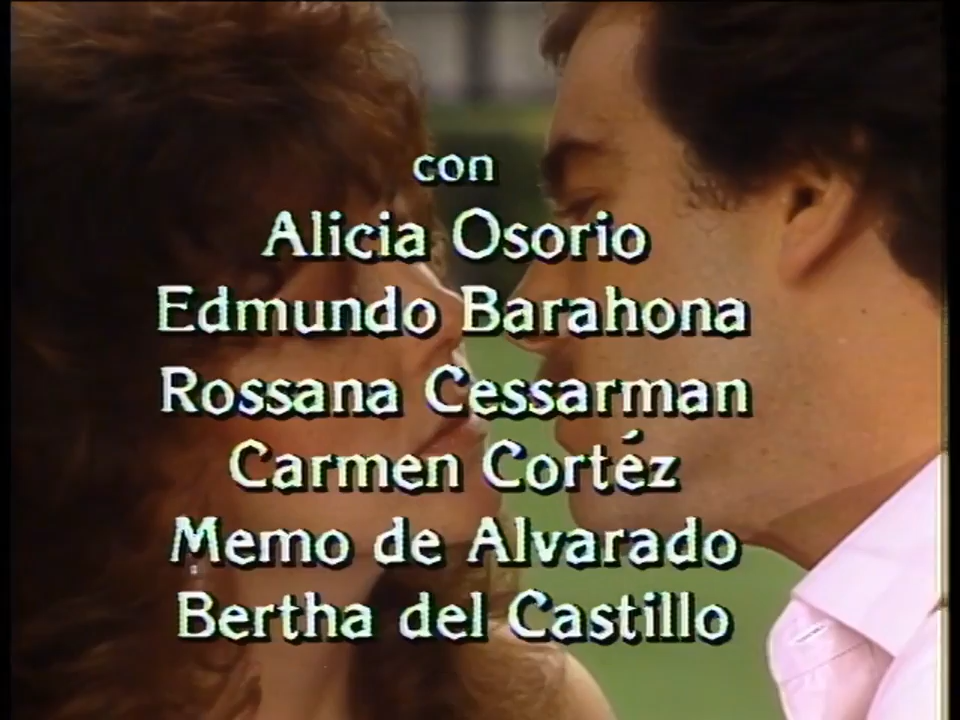 con
Alicia Osorio
Edmundo Barahona
Rossana Cessarman
Carmen Cortéz
Memo de Alvarado
Bertha del Castillo